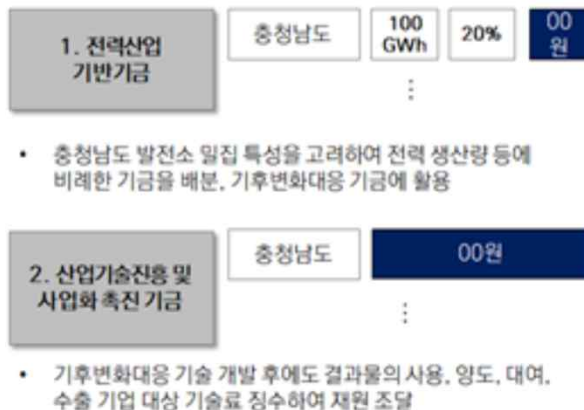 1. 전력산업
기반기금
충청남도
100
GWh
20%
00
원
⋮
• 충청남도 발전소 밀집 특성을 고려하여 전력 생산량 등에
비례한 기금을 배분, 기후변화대응 기금에 활용
2. 산업기술진흥 및
사업화 촉진 기금
충청남도
00원
⋮
• 기후변화대응 기술 개발 후에도 결과물의 사용, 양도, 대여,
수출 기업 대상 기술료 징수하여 재원 조달